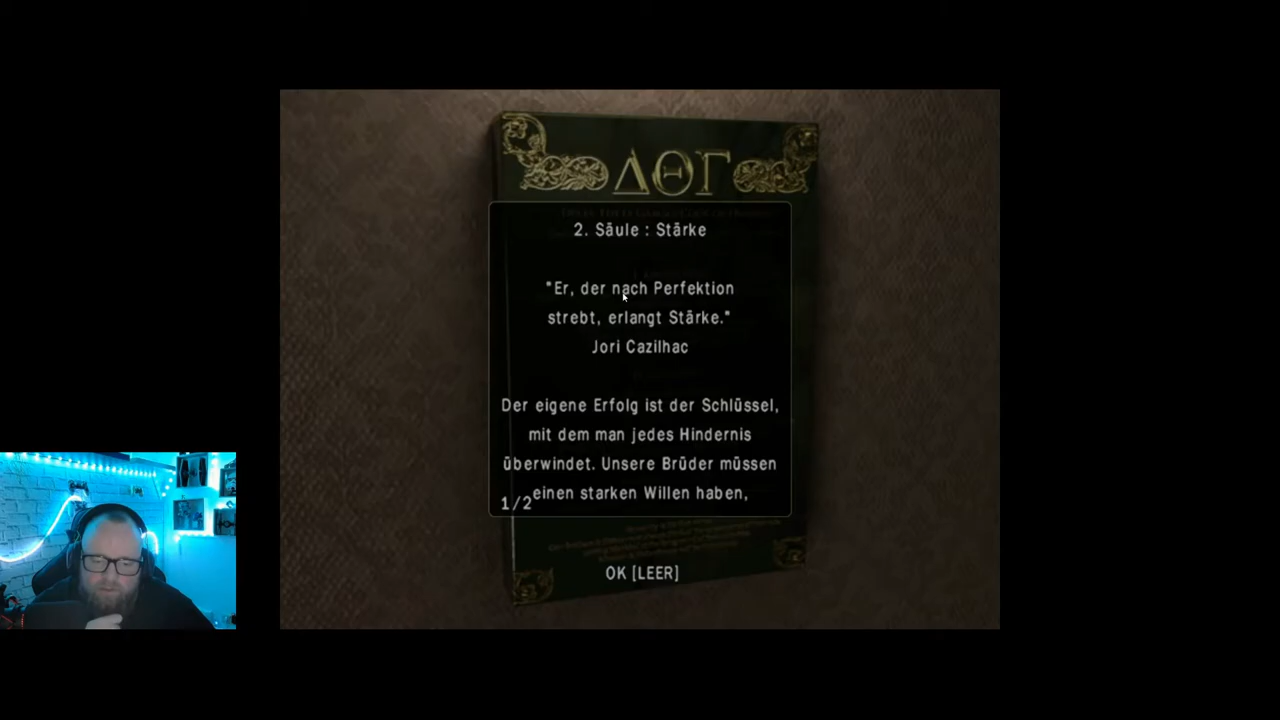 ΔΘΓ
2. Säule : Stärke
"Er, der nach Perfektion
strebt, erlangt Stärke."
Jori Cazilhac
Der eigene Erfolg ist der Schlüssel,
mit dem man jedes Hindernis
überwindet. Unsere Brüder müssen
einen starken Willen haben,
1/2
OK [LEER]